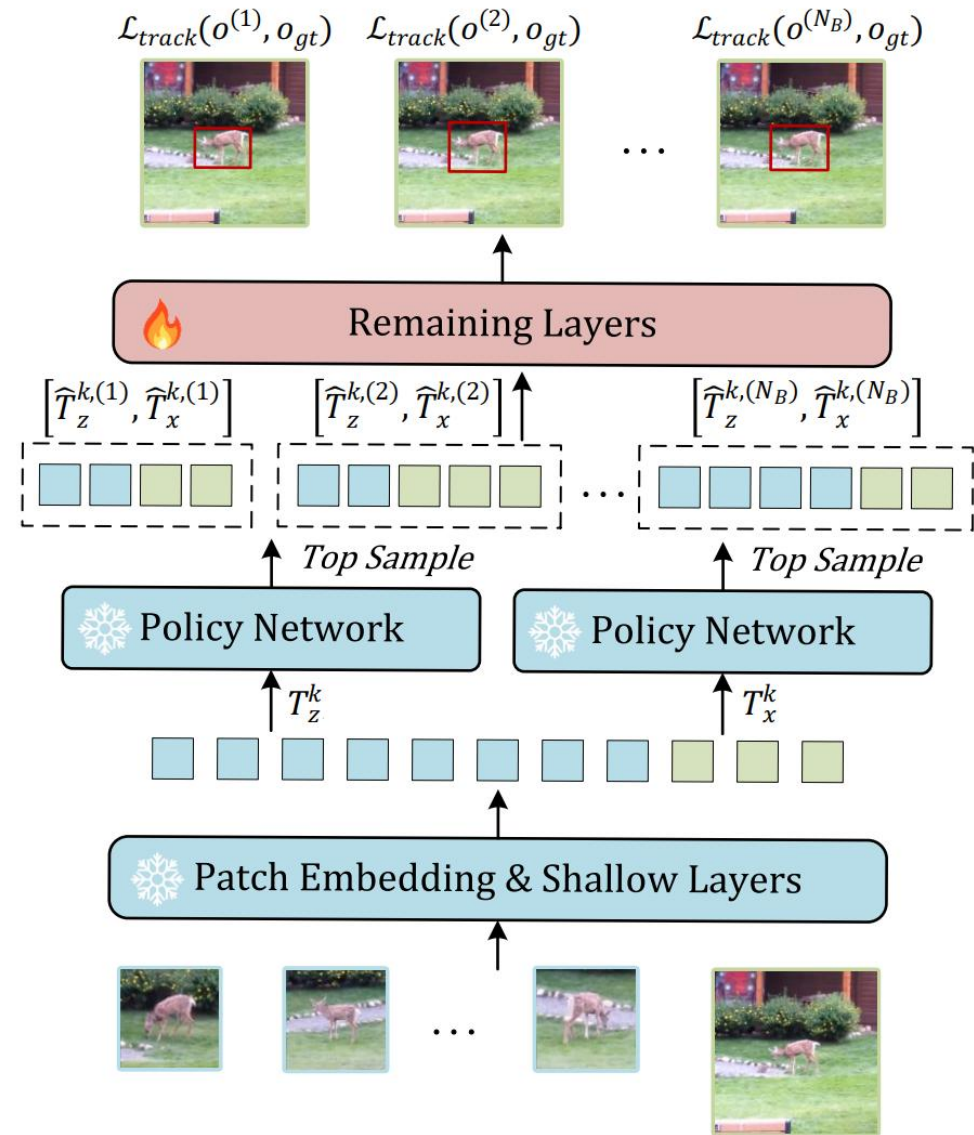 ℒ_track(o^(1), o_gt) ℒ_track(o^(2), o_gt) ℒ_track(o^(N_B), o_gt)
...
Remaining Layers
[T̂_z^{k,(1)}, T̂_x^{k,(1)}] [T̂_z^{k,(2)}, T̂_x^{k,(2)}] [T̂_z^{k,(N_B)}, T̂_x^{k,(N_B)}]
...
Top Sample Top Sample
Policy Network Policy Network
T_z^k T_x^k
Patch Embedding & Shallow Layers
...